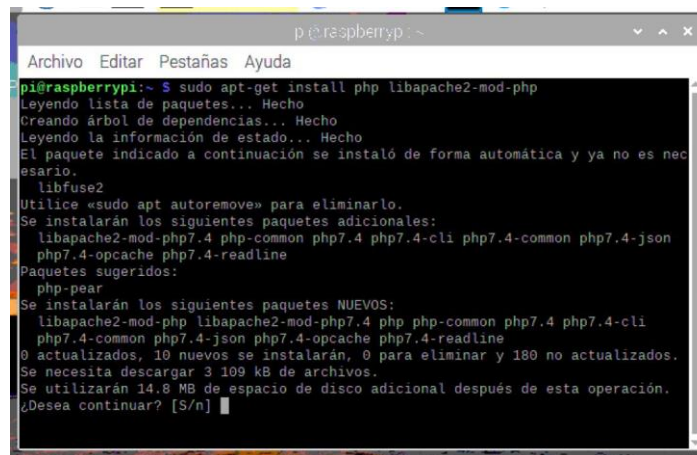 pi@raspberrypi: ~
Archivo Editar Pestañas Ayuda
pi@raspberrypi:~ $ sudo apt-get install php libapache2-mod-php
Leyendo lista de paquetes... Hecho
Creando árbol de dependencias... Hecho
Leyendo la información de estado... Hecho
El paquete indicado a continuación se instaló de forma automática y ya no es nec
esario.
libfuse2
Utilice «sudo apt autoremove» para eliminarlo.
Se instalarán los siguientes paquetes adicionales:
libapache2-mod-php7.4 php-common php7.4 php7.4-cli php7.4-common php7.4-json
php7.4-opcache php7.4-readline
Paquetes sugeridos:
php-pear
Se instalarán los siguientes paquetes NUEVOS:
libapache2-mod-php libapache2-mod-php7.4 php php-common php7.4 php7.4-cli
php7.4-common php7.4-json php7.4-opcache php7.4-readline
0 actualizados, 10 nuevos se instalarán, 0 para eliminar y 180 no actualizados.
Se necesita descargar 3 109 kB de archivos.
Se utilizarán 14.8 MB de espacio de disco adicional después de esta operación.
¿Desea continuar? [S/n]